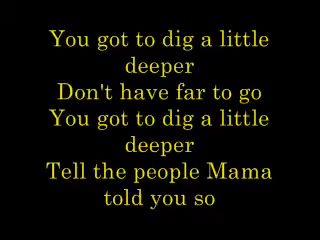 You got to dig a little
deeper
Don't have far to go
You got to dig a little
deeper
Tell the people Mama
told you so